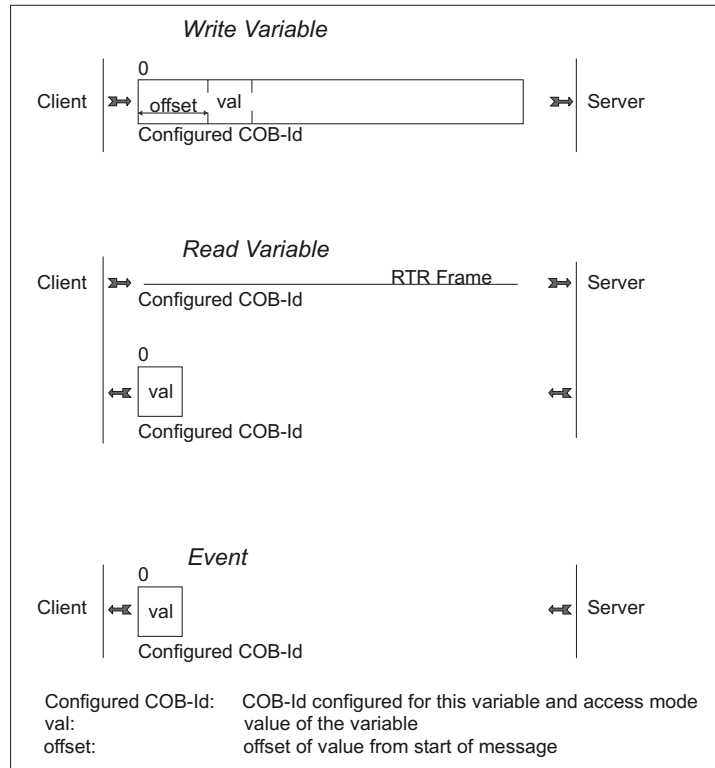 Write Variable
0
Client offset val Server
Configured COB-Id
Read Variable
Client RTR Frame Server
Configured COB-Id
0
val
Configured COB-Id
Event
0
Client val Server
Configured COB-Id
Configured COB-Id: COB-Id configured for this variable and access mode
val: value of the variable
offset: offset of value from start of message